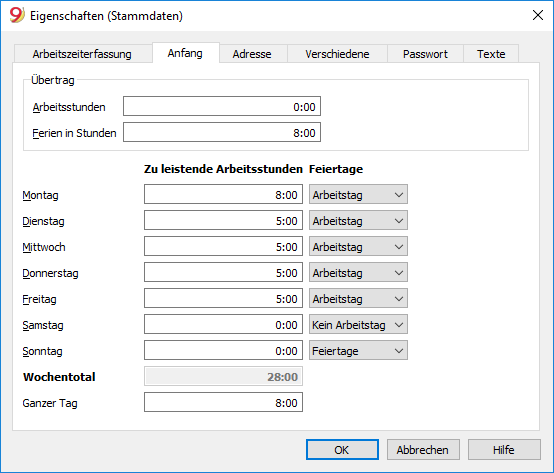 9 Eigenschaften (Stammdaten)
Arbeitszeiterfassung Anfang Adresse Verschiedene Passwort Texte
Übertrag
Arbeitsstunden 0:00
Ferien in Stunden 8:00
Zu leistende Arbeitsstunden Feiertage
Montag 8:00 Arbeitstag
Dienstag 5:00 Arbeitstag
Mittwoch 5:00 Arbeitstag
Donnerstag 5:00 Arbeitstag
Freitag 5:00 Arbeitstag
Samstag 0:00 Kein Arbeitstag
Sonntag 0:00 Feiertage
Wochentotal 28:00
Ganzer Tag 8:00
OK Abbrechen Hilfe